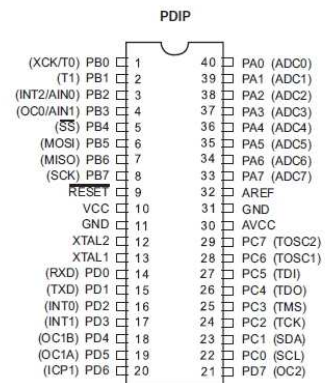 PDIP
(XCK/T0) PB0 1 40 PA0 (ADC0)
(T1) PB1 2 39 PA1 (ADC1)
(INT2/AIN0) PB2 3 38 PA2 (ADC2)
(OC0/AIN1) PB3 4 37 PA3 (ADC3)
(SS) PB4 5 36 PA4 (ADC4)
(MOSI) PB5 6 35 PA5 (ADC5)
(MISO) PB6 7 34 PA6 (ADC6)
(SCK) PB7 8 33 PA7 (ADC7)
RESET 9 32 AREF
VCC 10 31 GND
GND 11 30 AVCC
XTAL2 12 29 PC7 (TOSC2)
XTAL1 13 28 PC6 (TOSC1)
(RXD) PD0 14 27 PC5 (TDI)
(TXD) PD1 15 26 PC4 (TDO)
(INT0) PD2 16 25 PC3 (TMS)
(INT1) PD3 17 24 PC2 (TCK)
(OC1B) PD4 18 23 PC1 (SDA)
(OC1A) PD5 19 22 PC0 (SCL)
(ICP1) PD6 20 21 PD7 (OC2)